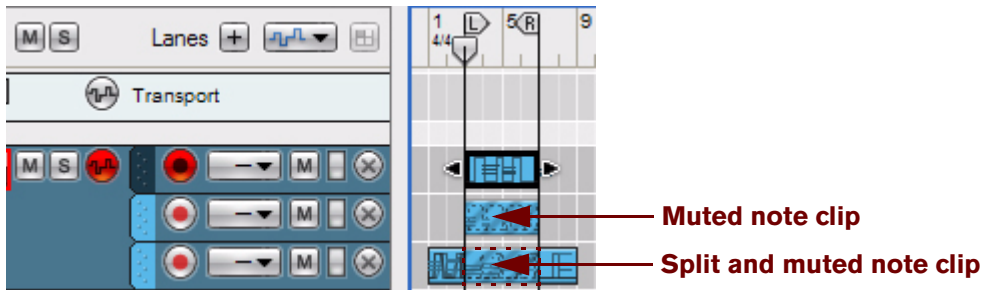 M S Lanes + 1 L 5 R 9
4/4
Transport
M S M
M Muted note clip
M Split and muted note clip